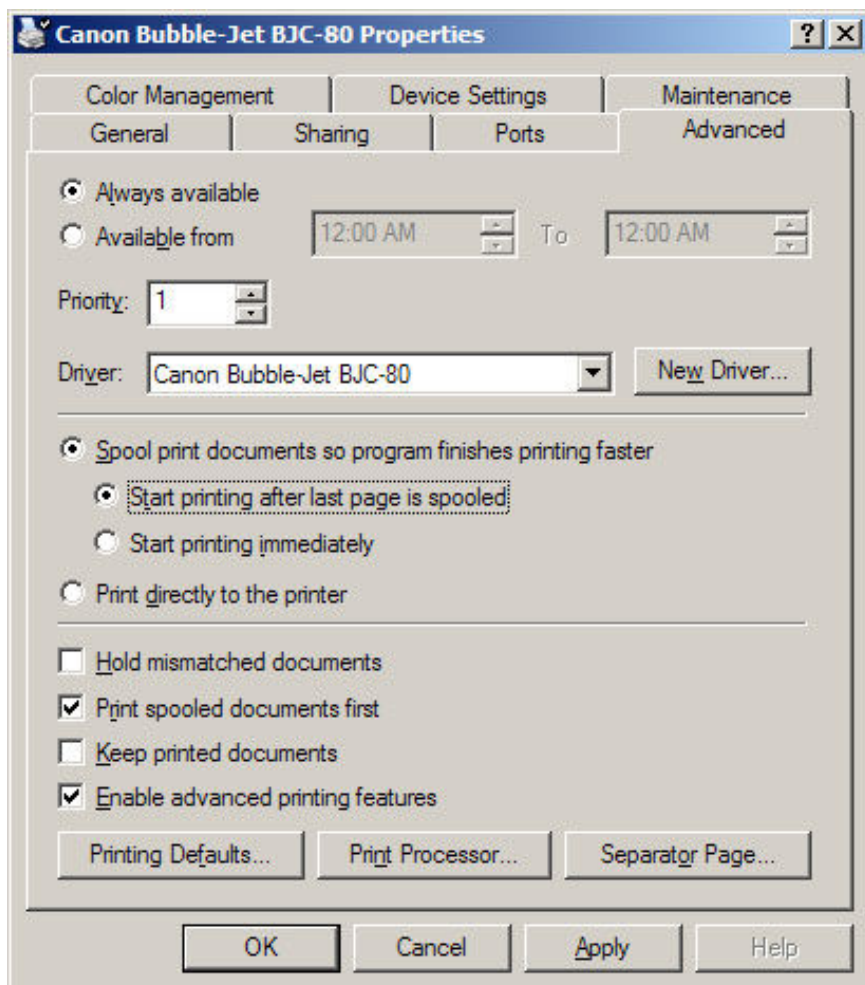 Canon Bubble-Jet BJC-80 Properties
Color Management Device Settings Maintenance
General Sharing Ports Advanced
Always available
Available from 12:00 AM To 12:00 AM
Priority: 1
Driver: Canon Bubble-Jet BJC-80 New Driver...
Spool print documents so program finishes printing faster
Start printing after last page is spooled
Start printing immediately
Print directly to the printer
Hold mismatched documents
Print spooled documents first
Keep printed documents
Enable advanced printing features
Printing Defaults... Print Processor... Separator Page...
OK Cancel Apply Help